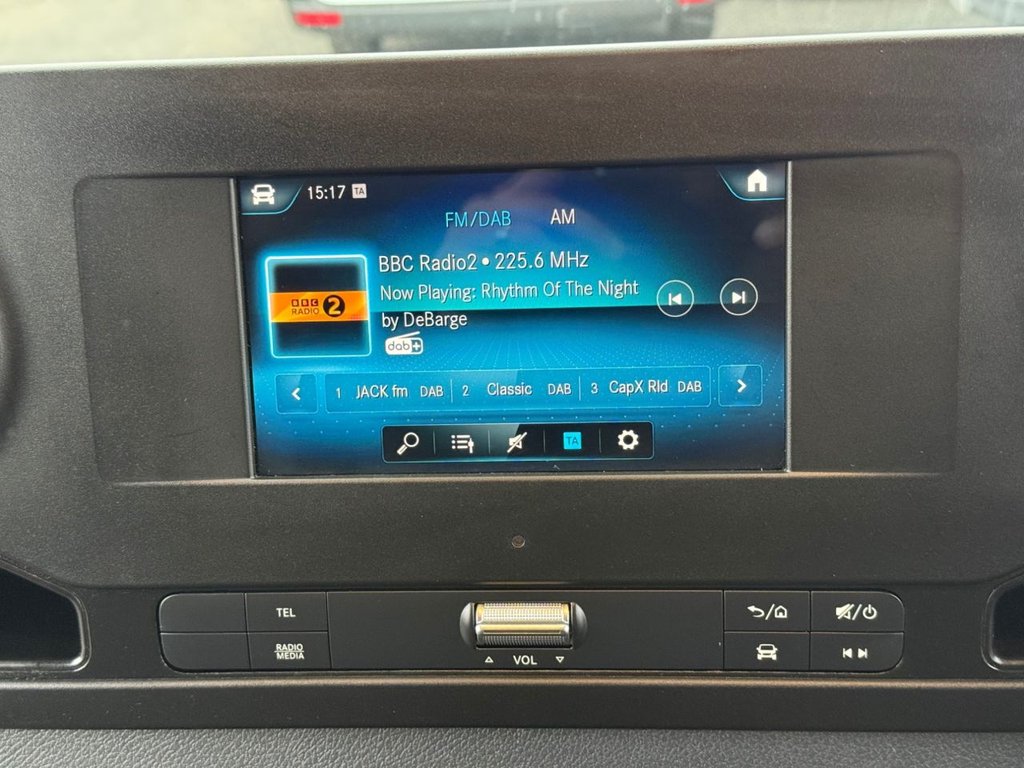 15:17 TA
FM/DAB AM
BBC Radio2 • 225.6 MHz
BBC RADIO 2
Now Playing: Rhythm Of The Night
by DeBarge
dab+
1 JACK fm DAB 2 Classic DAB 3 CapX Rld DAB
TA
TEL
RADIO
MEDIA
VOL